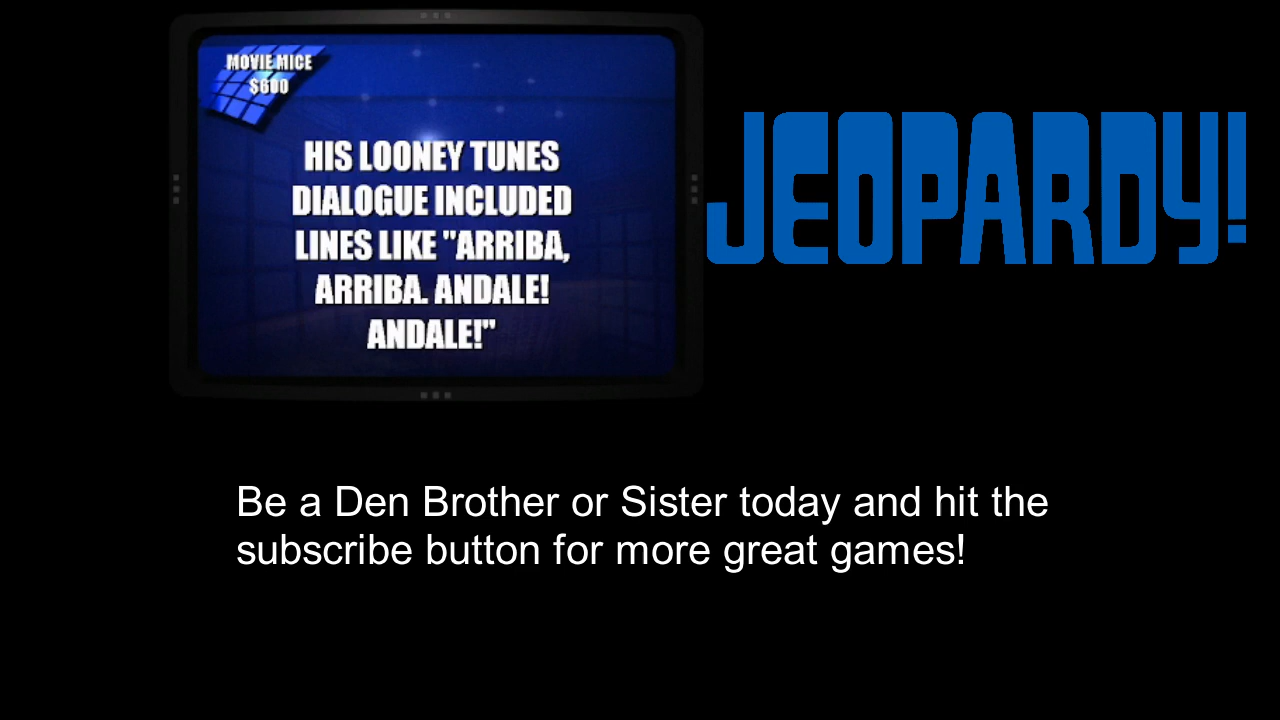 MOVIE MICE
$600
HIS LOONEY TUNES
DIALOGUE INCLUDED
LINES LIKE "ARRIBA,
ARRIBA. ANDALE!
ANDALE!"
JEOPARDY!
Be a Den Brother or Sister today and hit the
subscribe button for more great games!